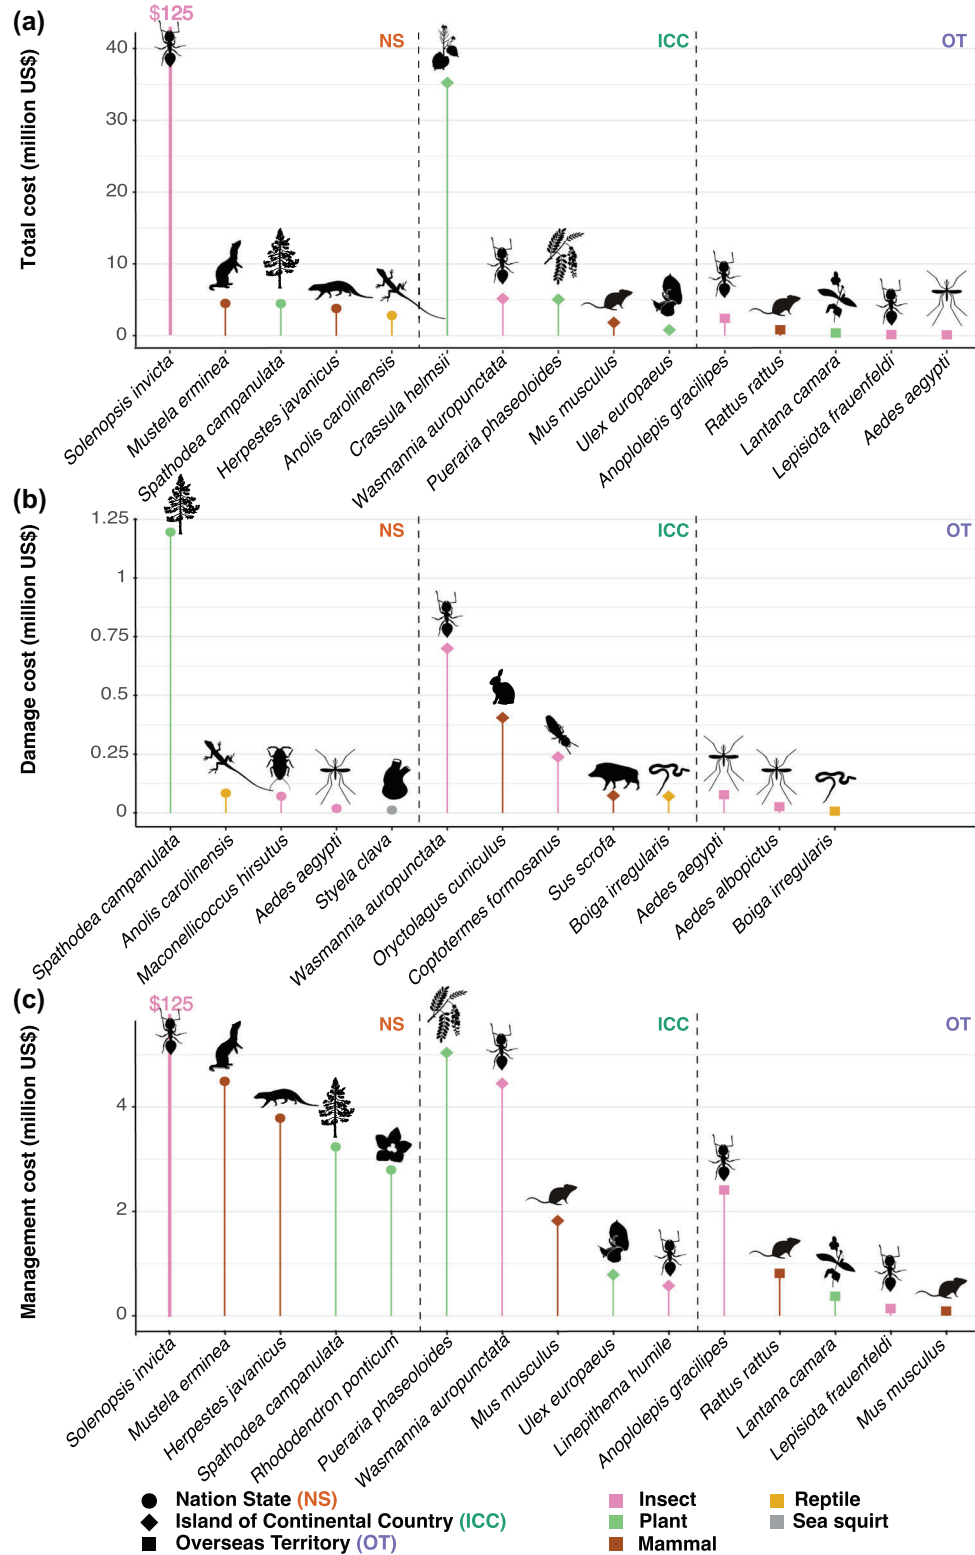 (a)
$125
NS
ICC
OT
Total cost (million US$)
40
30
20
10
0
Solenopsis invicta
Mustela erminea
Spathodea campanulata
Herpestes javanicus
Anolis carolinensis
Crassula helmsii
Wasmannia auropunctata
Pueraria phaseoloides
Mus musculus
Ulex europaeus
Anoplolepis gracilipes
Rattus rattus
Lantana camara
Lepisiota frauenfeldi
Aedes aegypti
(b)
NS
ICC
OT
Damage cost (million US$)
1.25
1
0.75
0.5
0.25
0
Spathodea campanulata
Anolis carolinensis
Maconellicoccus hirsutus
Aedes aegypti
Styela clava
Wasmannia auropunctata
Oryctolagus cuniculus
Coptotermes formosanus
Sus scrofa
Boiga irregularis
Aedes aegypti
Aedes albopictus
Boiga irregularis
(c)
$125
NS
ICC
OT
Management cost (million US$)
4
2
0
Solenopsis invicta
Mustela erminea
Herpestes javanicus
Spathodea campanulata
Rhododendron ponticum
Pueraria phaseoloides
Wasmannia auropunctata
Mus musculus
Ulex europaeus
Linepithema humile
Anoplolepis gracilipes
Rattus rattus
Lantana camara
Lepisiota frauenfeldi
Mus musculus
Nation State (NS)
Island of Continental Country (ICC)
Overseas Territory (OT)
Insect
Plant
Mammal
Reptile
Sea squirt